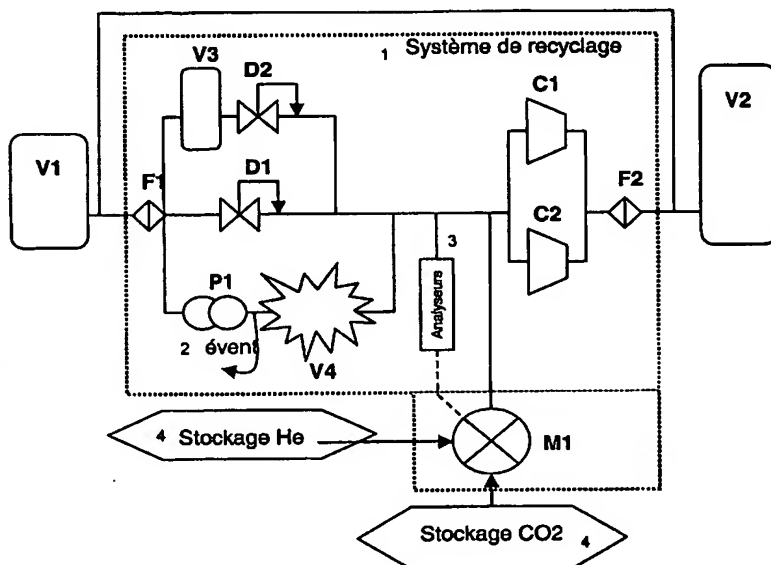 1 Système de recyclage
V3
D2
C1
V2
V1
F1
D1
F2
C2
3
P1
Analyseurs
2 évent
V4
4 Stockage He
M1
Stockage CO2 4